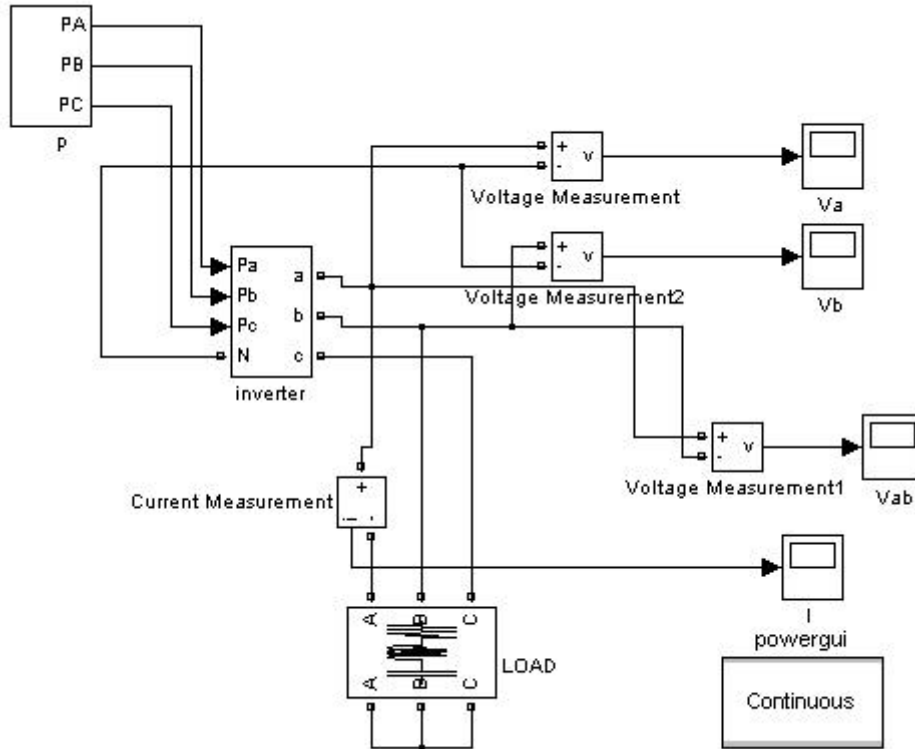 PA
PB
PC
P
+
-
v
Voltage Measurement
Va
+
-
v
Voltage Measurement2
Vb
Pa
Pb
Pc
N
a
b
c
inverter
+
-
v
Voltage Measurement1
Vab
Current Measurement
+
-
I
A B C
LOAD
A B C
powergui
Continuous